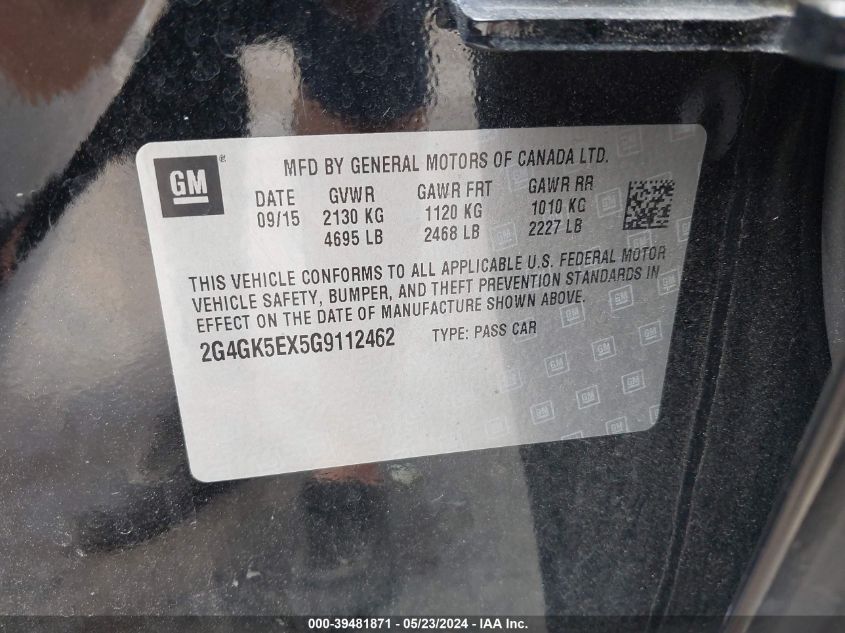 GM
MFD BY GENERAL MOTORS OF CANADA LTD.
DATE GVWR GAWR FRT GAWR RR
09/15 2130 KG 1120 KG 1010 KG
4695 LB 2468 LB 2227 LB
THIS VEHICLE CONFORMS TO ALL APPLICABLE U.S. FEDERAL MOTOR
VEHICLE SAFETY, BUMPER, AND THEFT PREVENTION STANDARDS IN
EFFECT ON THE DATE OF MANUFACTURE SHOWN ABOVE.
2G4GK5EX5G9112462 TYPE: PASS CAR
000-39481871 - 05/23/2024 - IAA Inc.